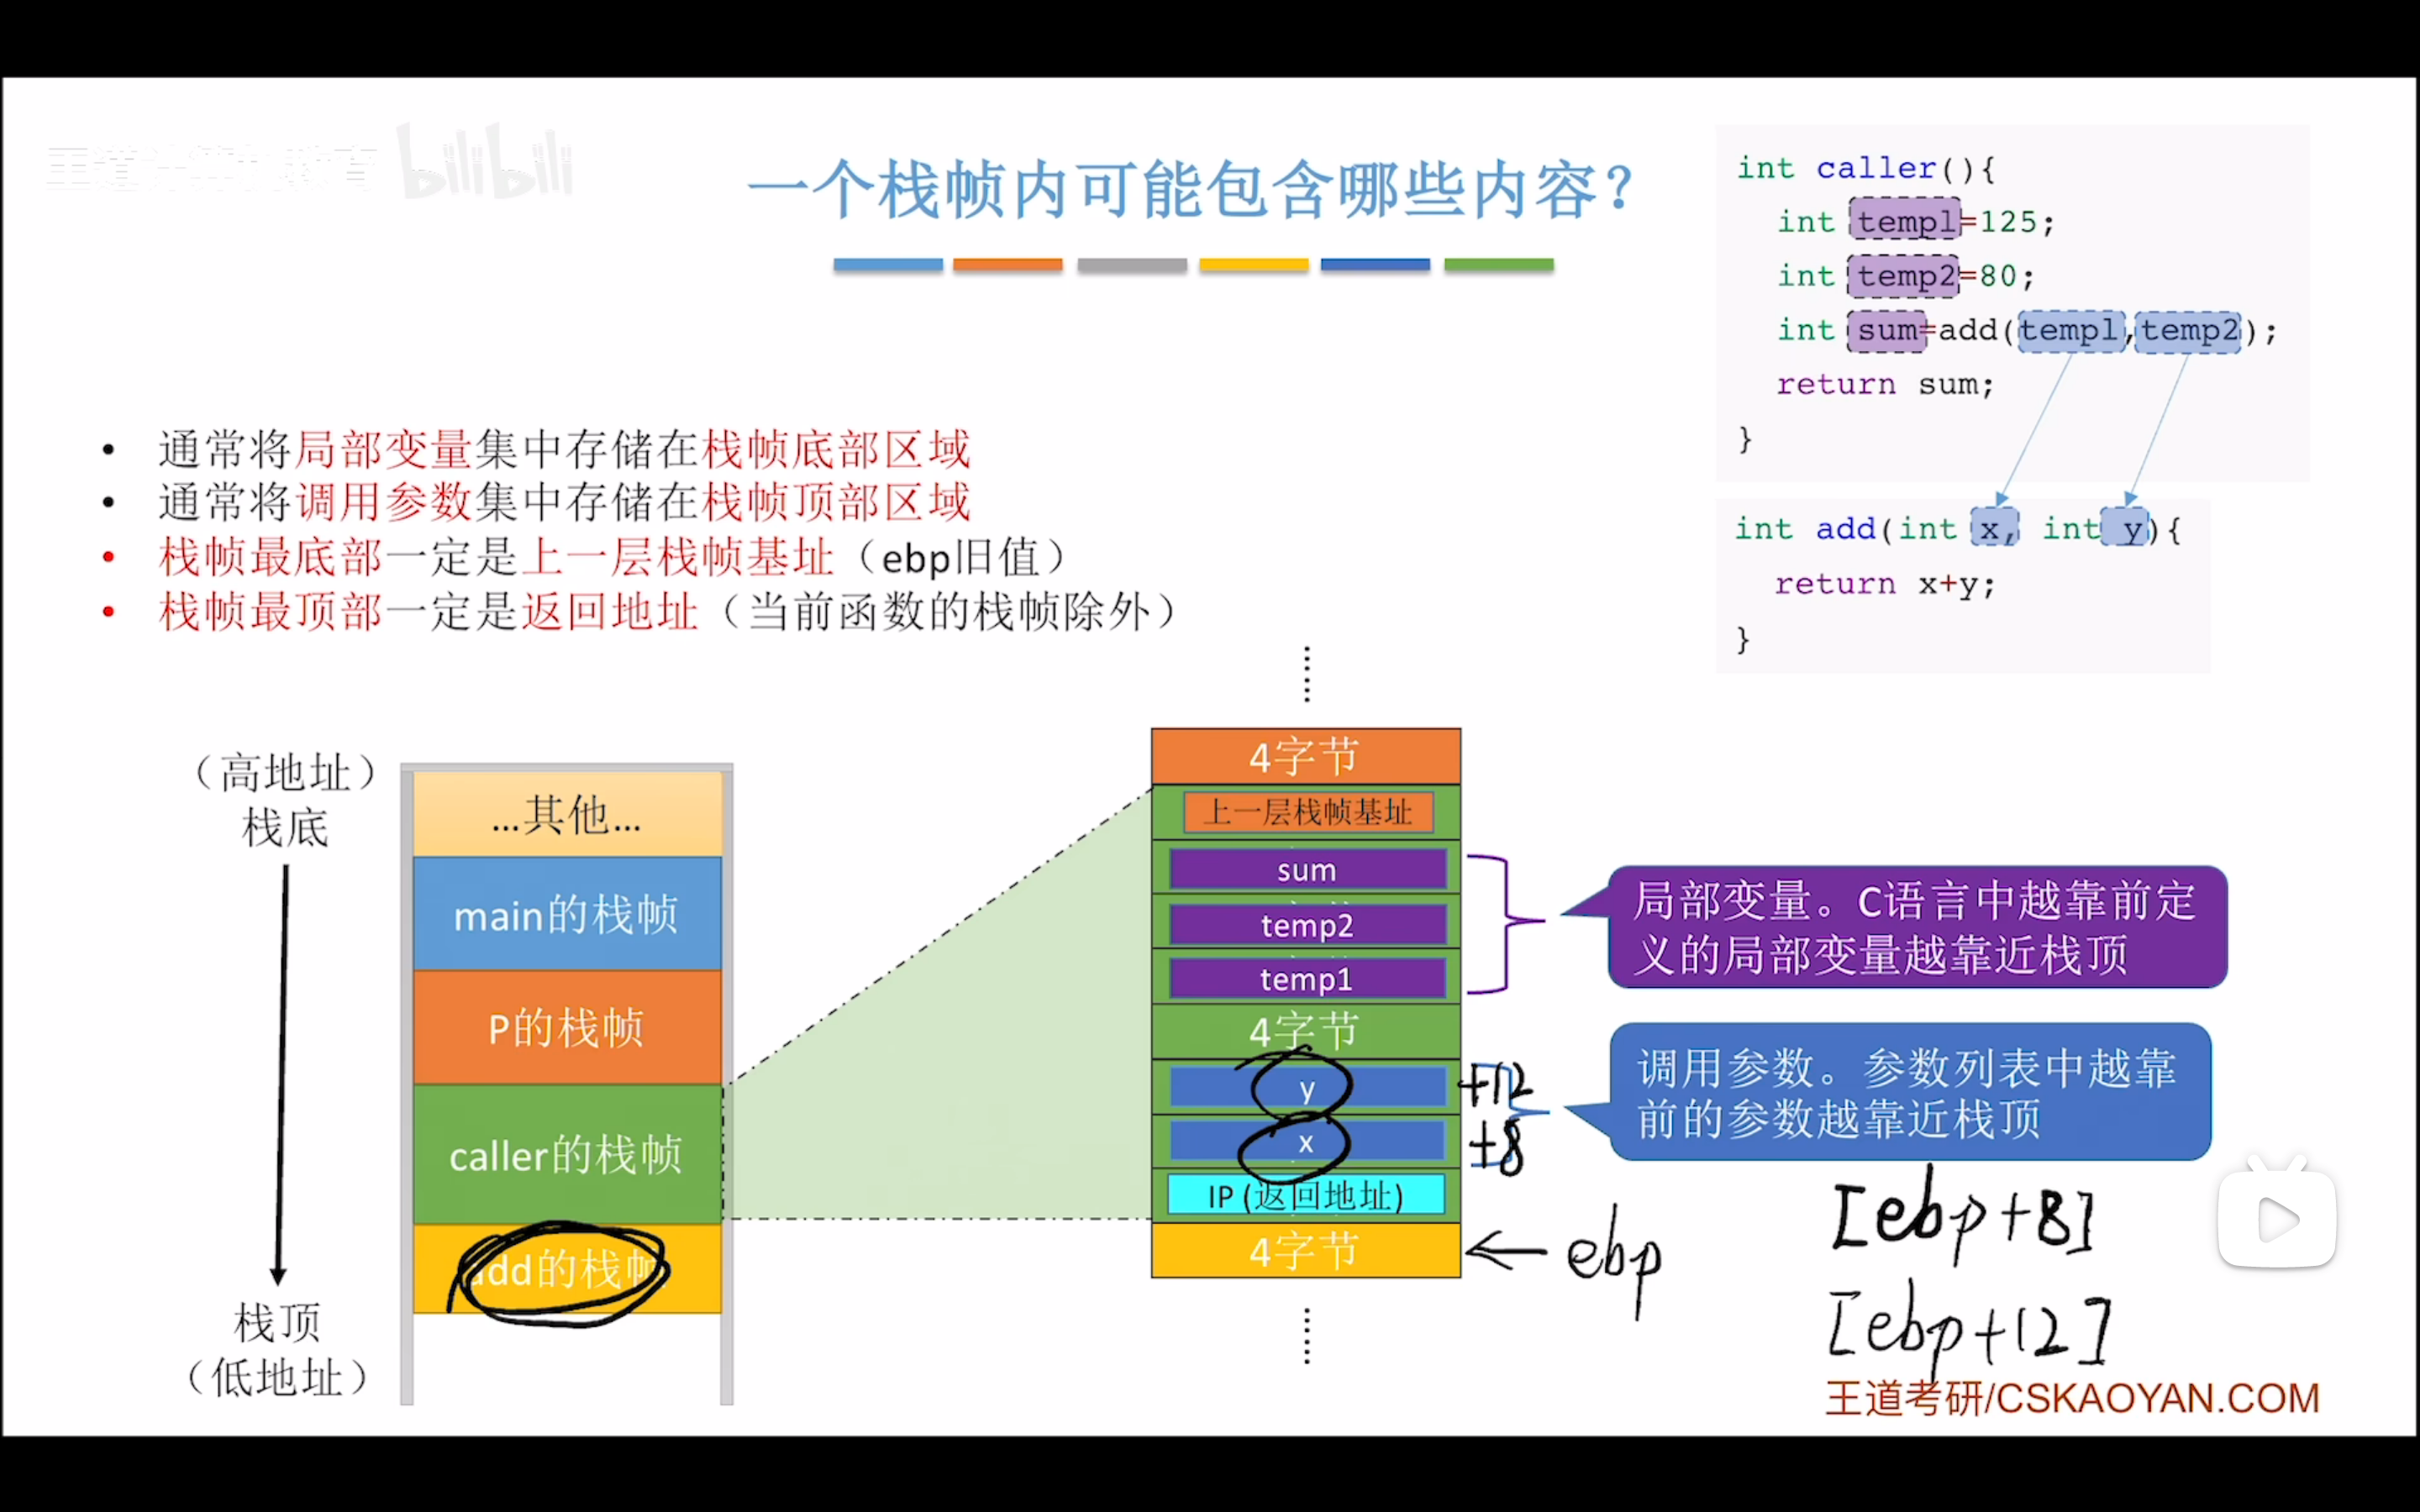 王道计算机教育 bilibili
一个栈帧内可能包含哪些内容？
int caller(){
int temp1=125;
int temp2=80;
int sum=add(temp1,temp2);
return sum;
}
int add(int x, int y){
return x+y;
}
• 通常将局部变量集中存储在栈帧底部区域
• 通常将调用参数集中存储在栈帧顶部区域
• 栈帧最底部一定是上一层栈帧基址（ebp旧值）
• 栈帧最顶部一定是返回地址（当前函数的栈帧除外）
（高地址）
栈底
栈顶
（低地址）
...其他...
main的栈帧
P的栈帧
caller的栈帧
add的栈帧
4字节
上一层栈帧基址
sum
temp2
temp1
4字节
y
x
IP (返回地址)
4字节
局部变量。C语言中越靠前定
义的局部变量越靠近栈顶
调用参数。参数列表中越靠
前的参数越靠近栈顶
+12
+8
ebp
[ebp+8]
[ebp+12]
王道考研/CSKAOYAN.COM